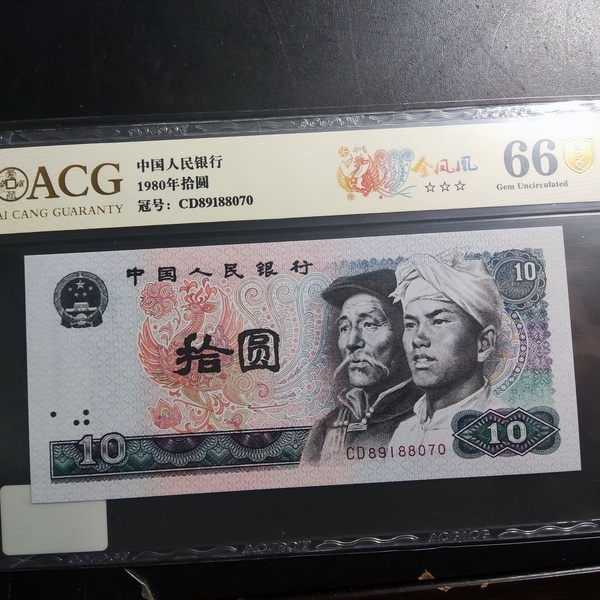 ACG
AI CANG GUARANTY
中国人民银行
1980年拾圆
冠号: CD89188070
金凤凰
66
Gem Uncirculated
中国人民银行
10
拾圆
10
CD89188070
10